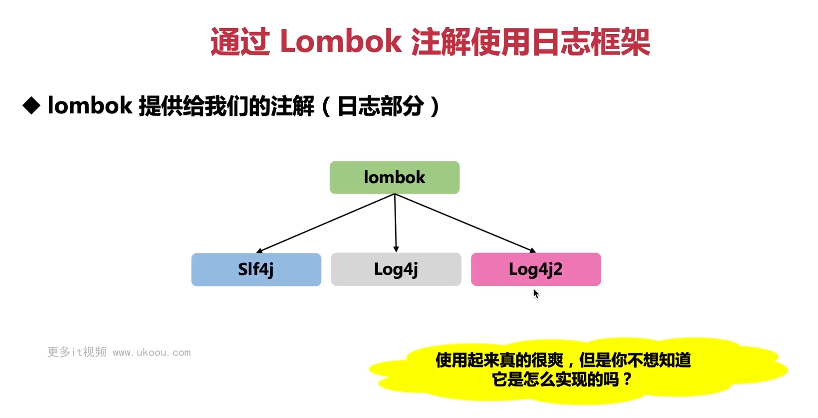 通过 Lombok 注解使用日志框架
◆ lombok 提供给我们的注解（日志部分）
lombok
Slf4j
Log4j
Log4j2
更多it视频 www.ukoou.com
使用起来真的很爽，但是你不想知道
它是怎么实现的吗？